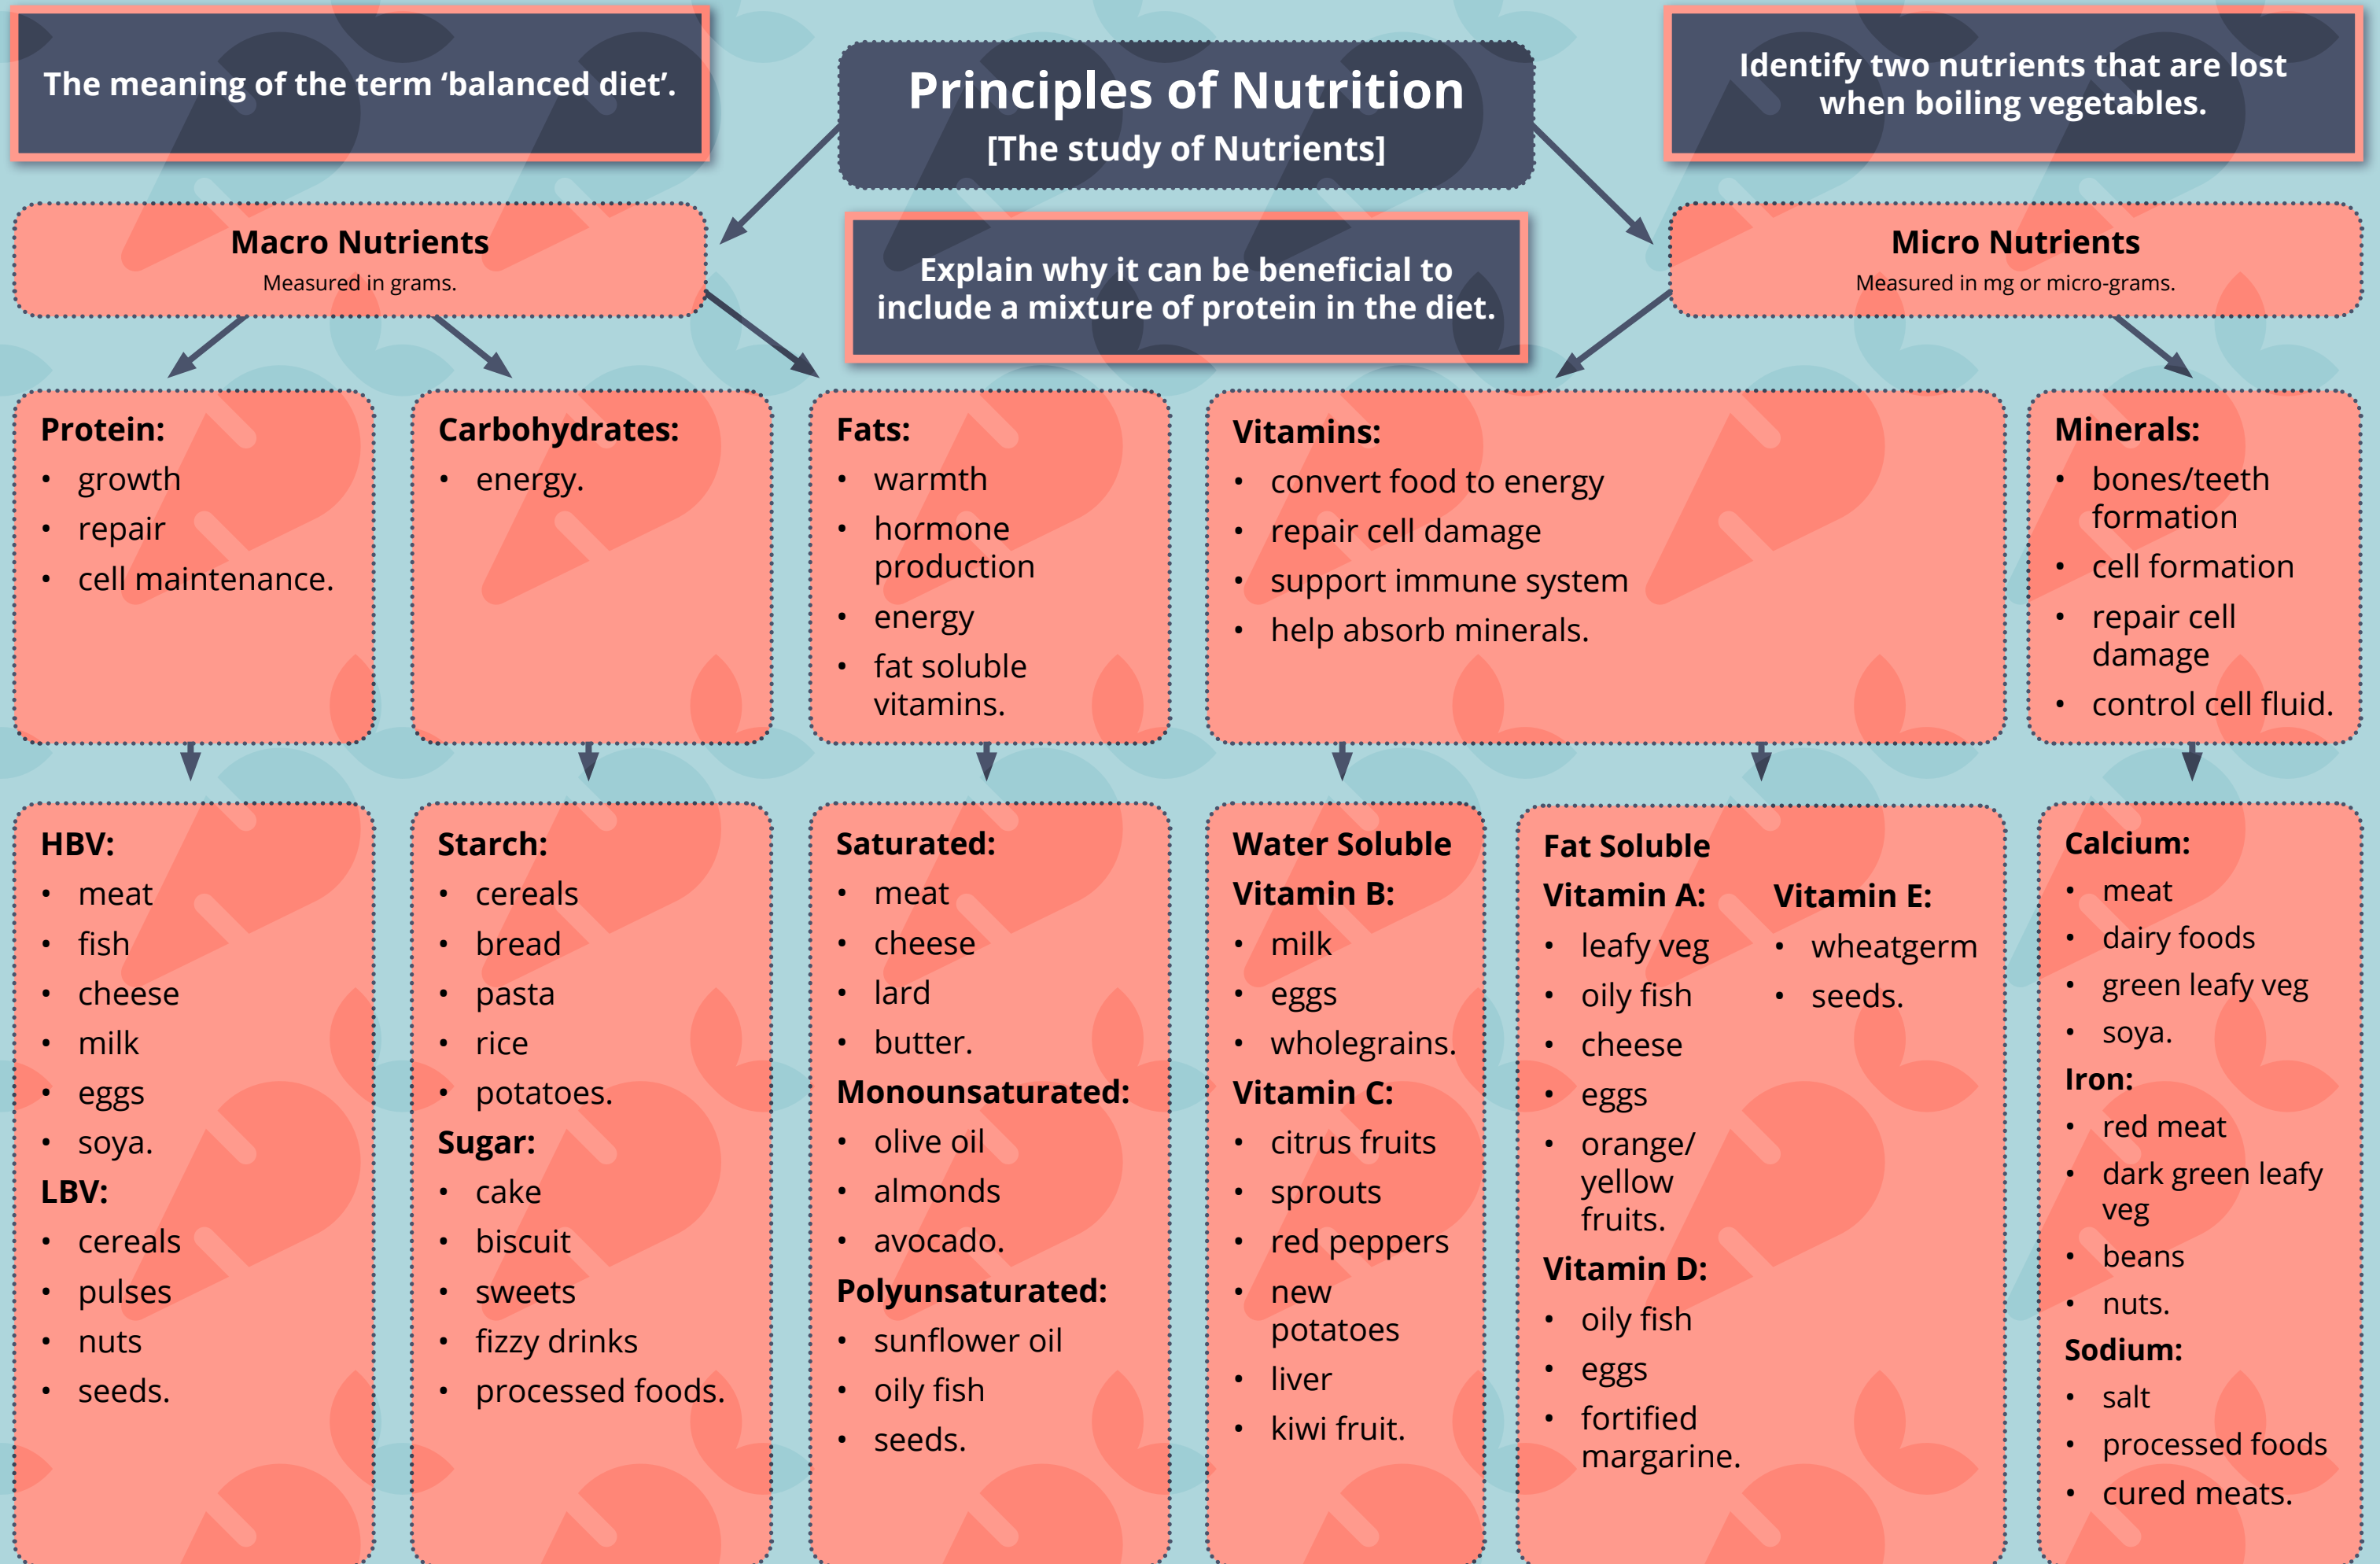 The meaning of the term ‘balanced diet’.
Principles of Nutrition
[The study of Nutrients]
Identify two nutrients that are lost
when boiling vegetables.
Macro Nutrients
Measured in grams.
Explain why it can be beneficial to
include a mixture of protein in the diet.
Micro Nutrients
Measured in mg or micro-grams.
Protein:
• growth
• repair
• cell maintenance.
Carbohydrates:
• energy.
Fats:
• warmth
• hormone
production
• energy
• fat soluble
vitamins.
Vitamins:
• convert food to energy
• repair cell damage
• support immune system
• help absorb minerals.
Minerals:
• bones/teeth
formation
• cell formation
• repair cell
damage
• control cell fluid.
HBV:
• meat
• fish
• cheese
• milk
• eggs
• soya.
LBV:
• cereals
• pulses
• nuts
• seeds.
Starch:
• cereals
• bread
• pasta
• rice
• potatoes.
Sugar:
• cake
• biscuit
• sweets
• fizzy drinks
• processed foods.
Saturated:
• meat
• cheese
• lard
• butter.
Monounsaturated:
• olive oil
• almonds
• avocado.
Polyunsaturated:
• sunflower oil
• oily fish
• seeds.
Water Soluble
Vitamin B:
• milk
• eggs
• wholegrains.
Vitamin C:
• citrus fruits
• sprouts
• red peppers
• new
potatoes
• liver
• kiwi fruit.
Fat Soluble
Vitamin A:
• leafy veg
• oily fish
• cheese
• eggs
• orange/
yellow
fruits.
Vitamin D:
• oily fish
• eggs
• fortified
margarine.
Vitamin E:
• wheatgerm
• seeds.
Calcium:
• meat
• dairy foods
• green leafy veg
• soya.
Iron:
• red meat
• dark green leafy
veg
• beans
• nuts.
Sodium:
• salt
• processed foods
• cured meats.